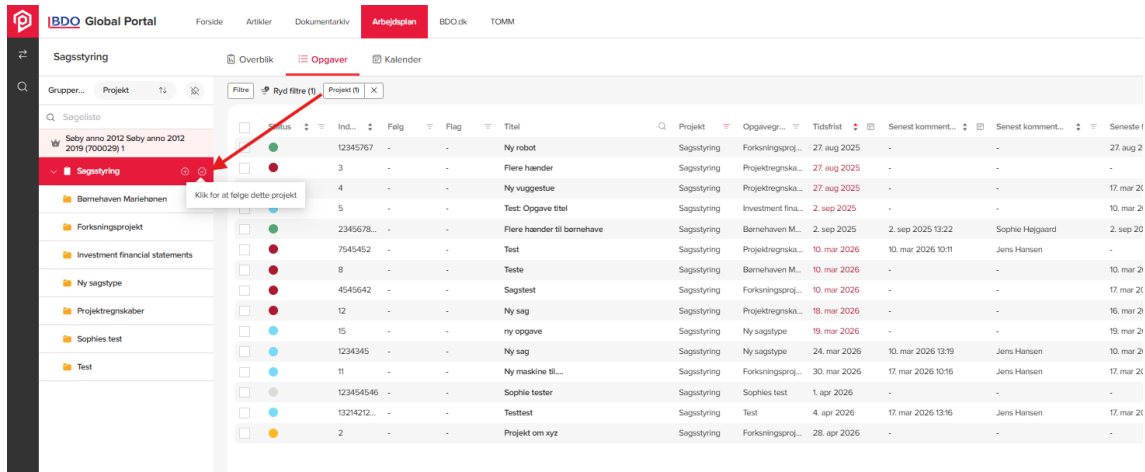 BDO Global Portal Forside Artikler Dokumentarkiv Arbejdsplan BDO.dk TOMM
Sagsstyring Overblik Opgaver Kalender
Grupper... Projekt Filtre Ryd filtre (1) Projekt (1)
Søgeliste
Status Ind... Følg Flag Titel Projekt Opgavegr... Tidsfrist Senest komment... Senest komment... Seneste
Søby anno 2012 Søby anno 2012
2019 (700029) 1
12345767 - - Ny robot Sagsstyring Forksningsproj... 27. aug 2025 - - 27. aug 2
Sagsstyring
3 - - Flere hænder Sagsstyring Projektregnska... 27. aug 2025 - - -
Klik for at følge dette projekt
4 - - Ny vuggestue Sagsstyring Projektregnska... 27. aug 2025 - - 17. mar 20
Børnehaven Mariehønen
5 - - Test: Opgave titel Sagsstyring Investment fina... 2. sep 2025 - - 10. mar 2
Forksningsprojekt
2345678... - - Flere hænder til børnehave Sagsstyring Børnehaven M... 2. sep 2025 2. sep 2025 13:22 Sophie Højgaard 2. sep 20
Investment financial statements
7545452 - - Test Sagsstyring Projektregnska... 10. mar 2026 10. mar 2026 10:11 Jens Hansen -
8 - - Teste Sagsstyring Børnehaven M... 10. mar 2026 - - 10. mar 2
Ny sagstype
4545642 - - Sagstest Sagsstyring Forksningsproj... 10. mar 2026 - - 17. mar 20
Projektregnskaber
12 - - Ny sag Sagsstyring Projektregnska... 18. mar 2026 - - 16. mar 20
Sophies test
15 - - ny opgave Sagsstyring Ny sagstype 19. mar 2026 - - 19. mar 2
1234345 - - Ny sag Sagsstyring Ny sagstype 24. mar 2026 10. mar 2026 13:19 Jens Hansen 10. mar 2
Test
11 - - Ny maskine til.... Sagsstyring Forksningsproj... 30. mar 2026 17. mar 2026 10:16 Jens Hansen 17. mar 20
123454546 - - Sophie tester Sagsstyring Sophies test 1. apr 2026 - - -
13214212... - - Testtest Sagsstyring Test 4. apr 2026 17. mar 2026 13:16 Jens Hansen 17. mar 20
2 - - Projekt om xyz Sagsstyring Forksningsproj... 28. apr 2026 - - -